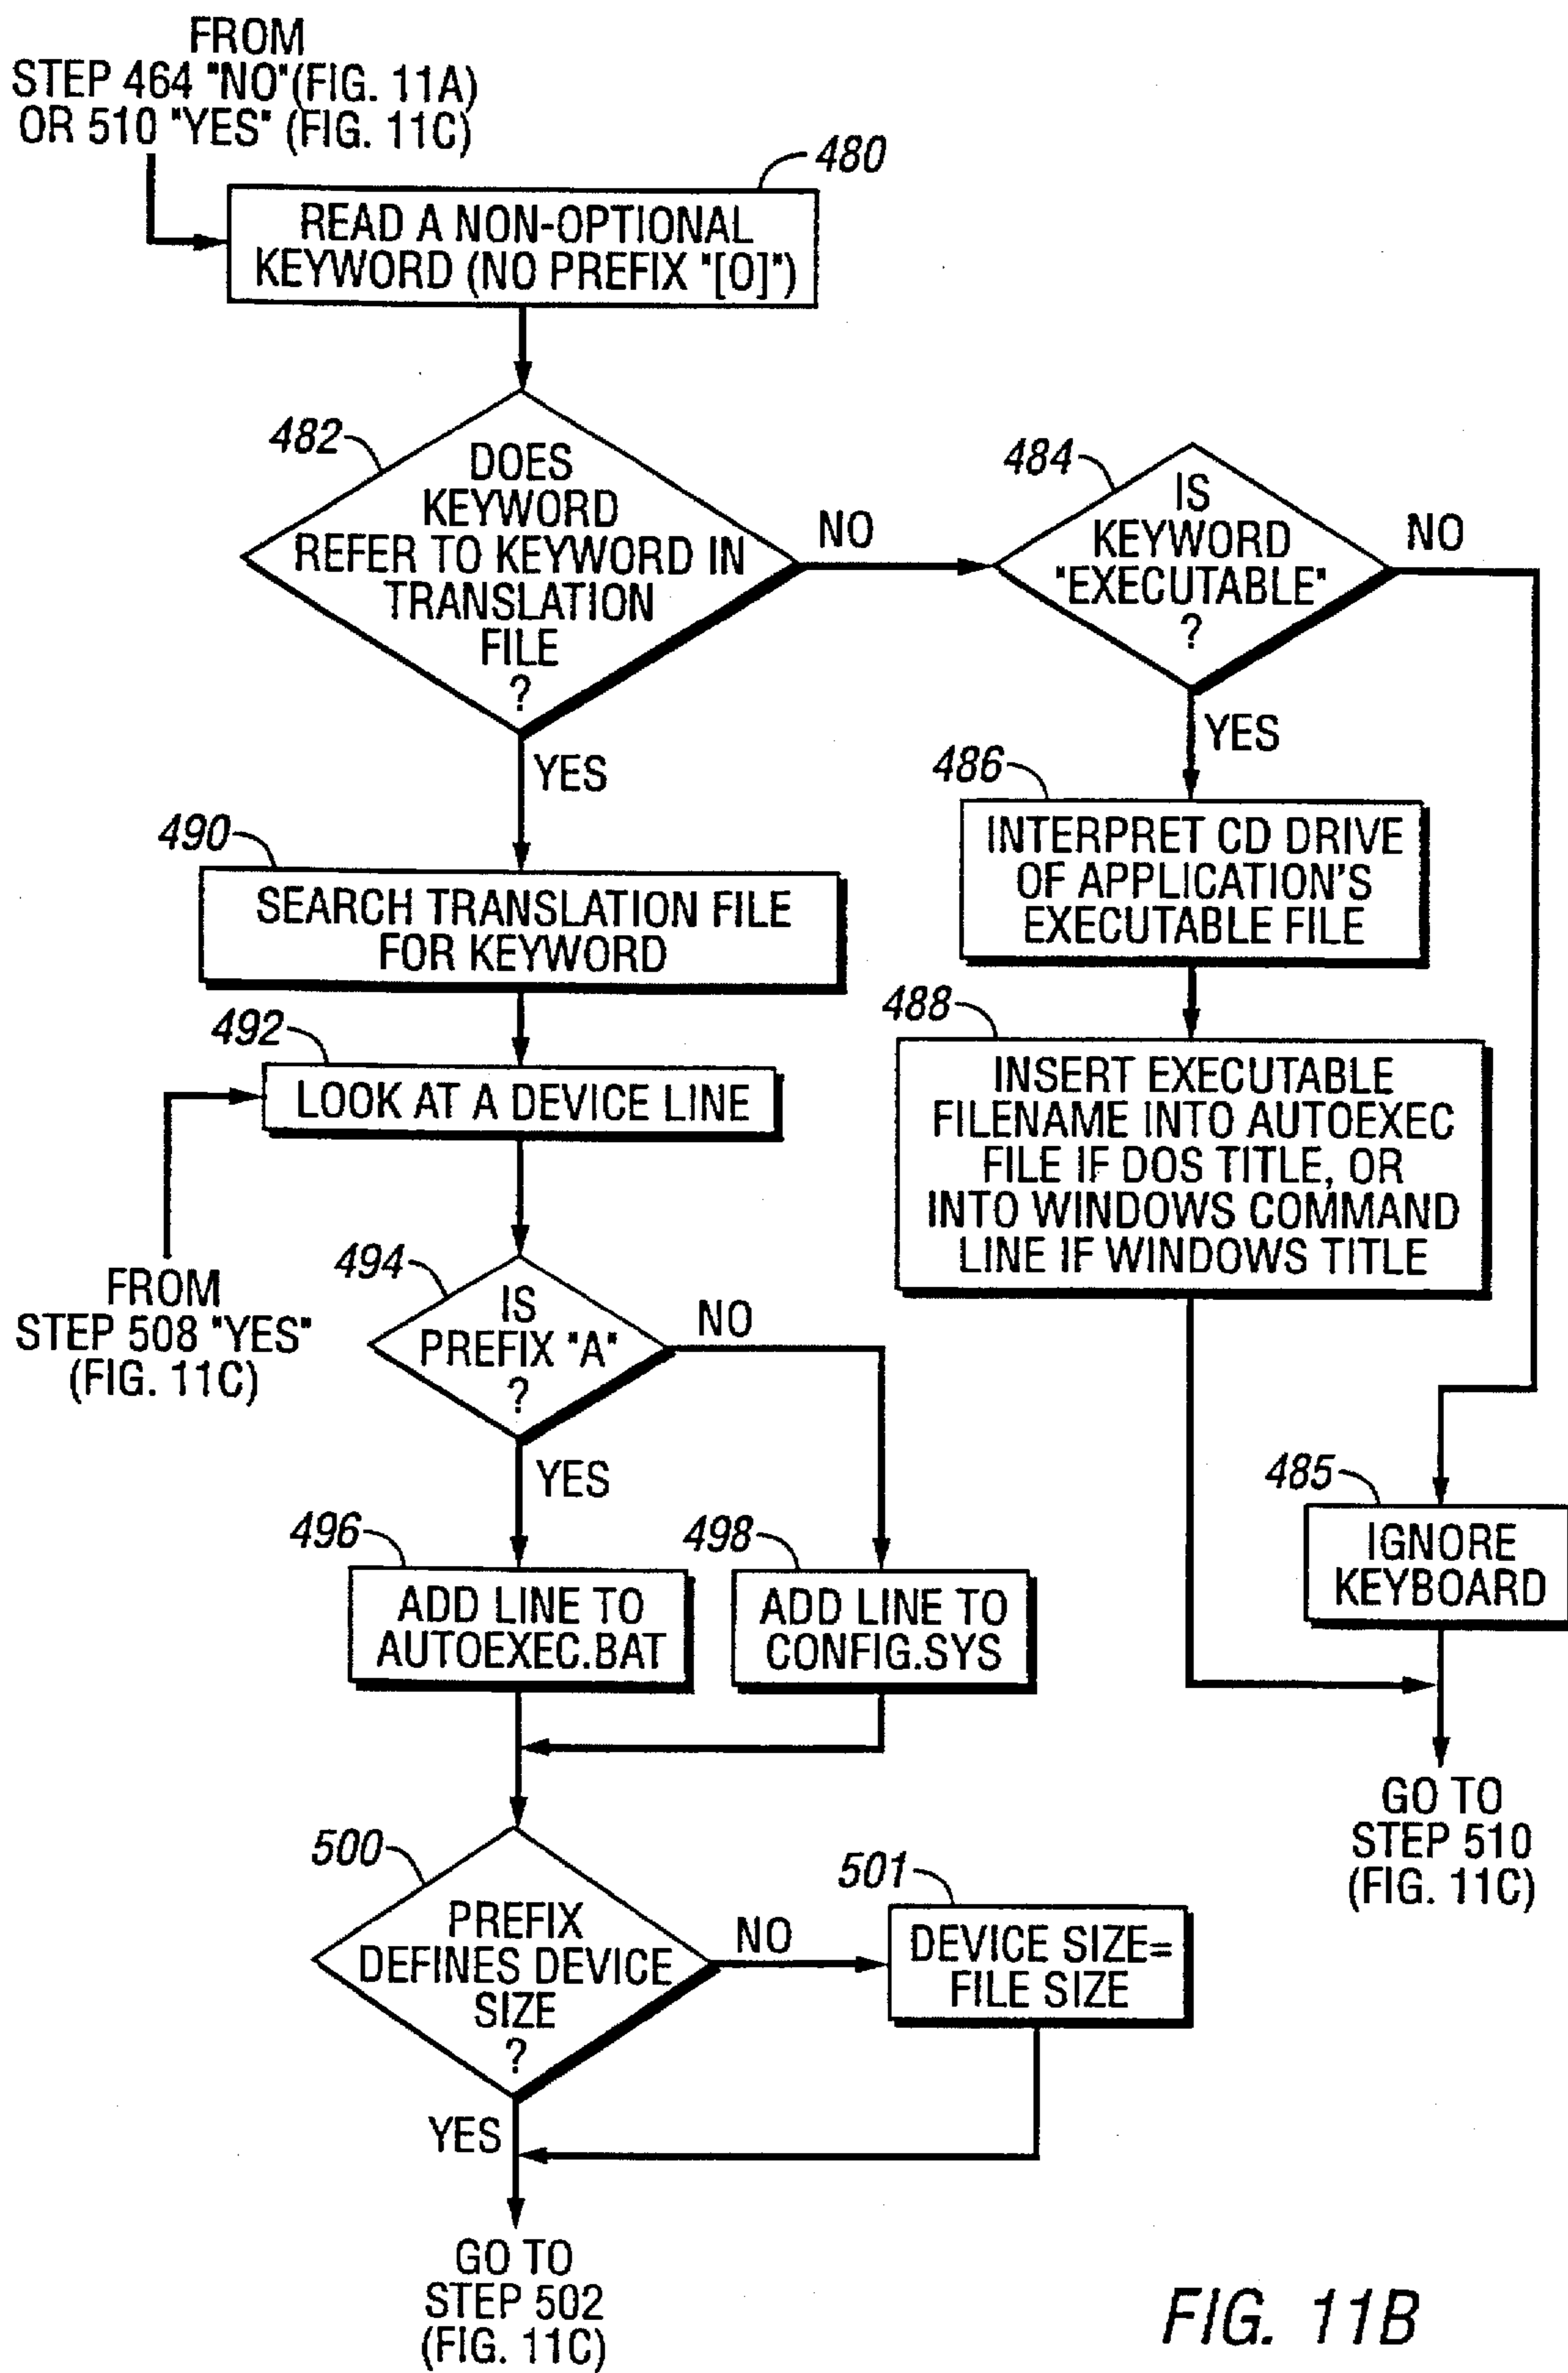 FROM
STEP 464 "NO"(FIG. 11A)
OR 510 "YES" (FIG. 11C)
480
READ A NON-OPTIONAL
KEYWORD (NO PREFIX "[O]")
482
DOES
KEYWORD
REFER TO KEYWORD IN
TRANSLATION
FILE
?
NO
YES
484
IS
KEYWORD
"EXECUTABLE"
?
NO
YES
486
INTERPRET CD DRIVE
OF APPLICATION'S
EXECUTABLE FILE
488
INSERT EXECUTABLE
FILENAME INTO AUTOEXEC
FILE IF DOS TITLE, OR
INTO WINDOWS COMMAND
LINE IF WINDOWS TITLE
490
SEARCH TRANSLATION FILE
FOR KEYWORD
492
LOOK AT A DEVICE LINE
FROM
STEP 508 "YES"
(FIG. 11C)
494
IS
PREFIX "A"
?
NO
YES
496
ADD LINE TO
AUTOEXEC.BAT
498
ADD LINE TO
CONFIG.SYS
485
IGNORE
KEYBOARD
GO TO
STEP 510
(FIG. 11C)
500
PREFIX
DEFINES DEVICE
SIZE
?
NO
YES
501
DEVICE SIZE=
FILE SIZE
GO TO
STEP 502
(FIG. 11C)
FIG. 11B